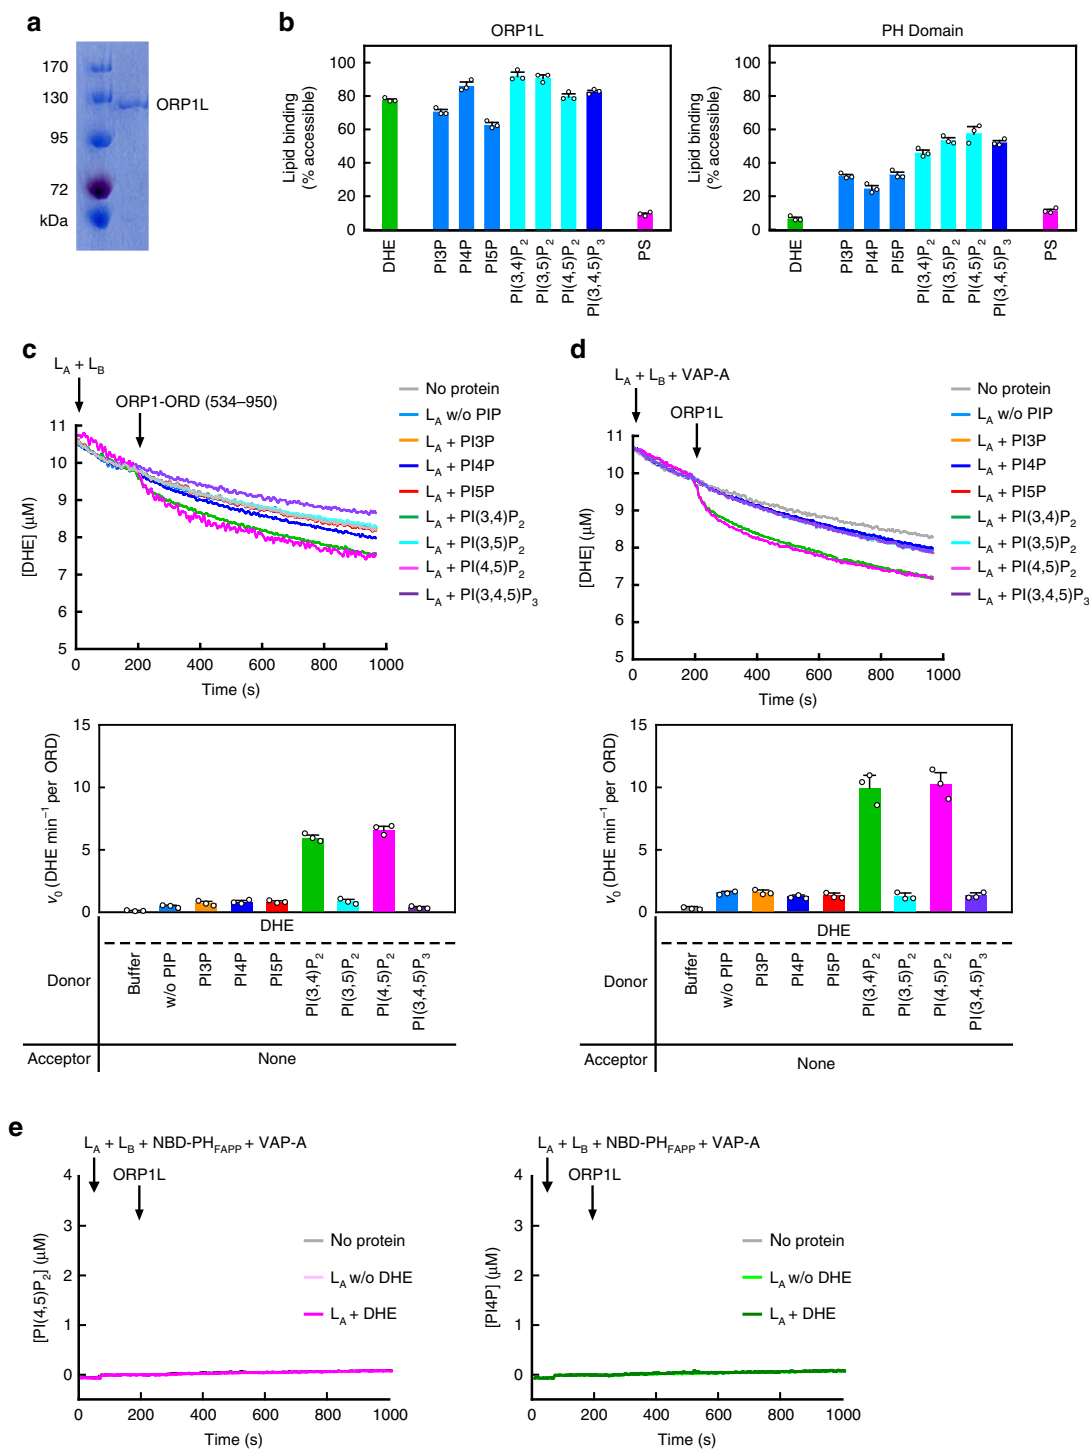 a
170
130
95
72
kDa
ORP1L
b
ORP1L
Lipid binding
(% accessible)
100
80
60
40
20
0
DHE
PI3P
PI4P
PI5P
PI(3,4)P2
PI(3,5)P2
PI(4,5)P2
PI(3,4,5)P3
PS
PH Domain
Lipid binding
(% accessible)
100
80
60
40
20
0
DHE
PI3P
PI4P
PI5P
PI(3,4)P2
PI(3,5)P2
PI(4,5)P2
PI(3,4,5)P3
PS
c
LA + LB
ORP1-ORD (534–950)
[DHE] (μM)
11
10
9
8
7
6
5
0 200 400 600 800 1000
Time (s)
No protein
LA w/o PIP
LA + PI3P
LA + PI4P
LA + PI5P
LA + PI(3,4)P2
LA + PI(3,5)P2
LA + PI(4,5)P2
LA + PI(3,4,5)P3
v0 (DHE min−1 per ORD)
15
10
5
0
DHE
Donor
Buffer
w/o PIP
PI3P
PI4P
PI5P
PI(3,4)P2
PI(3,5)P2
PI(4,5)P2
PI(3,4,5)P3
Acceptor
None
d
LA + LB + VAP-A
ORP1L
[DHE] (μM)
11
10
9
8
7
6
5
0 200 400 600 800 1000
Time (s)
No protein
LA w/o PIP
LA + PI3P
LA + PI4P
LA + PI5P
LA + PI(3,4)P2
LA + PI(3,5)P2
LA + PI(4,5)P2
LA + PI(3,4,5)P3
v0 (DHE min−1 per ORD)
15
10
5
0
DHE
Donor
Buffer
w/o PIP
PI3P
PI4P
PI5P
PI(3,4)P2
PI(3,5)P2
PI(4,5)P2
PI(3,4,5)P3
Acceptor
None
e
LA + LB + NBD-PHFAPP + VAP-A
ORP1L
[PI(4,5)P2] (μM)
4
3
2
1
0
0 200 400 600 800 1000
Time (s)
No protein
LA w/o DHE
LA + DHE
LA + LB + NBD-PHFAPP + VAP-A
ORP1L
[PI4P] (μM)
4
3
2
1
0
0 200 400 600 800 1000
Time (s)
No protein
LA w/o DHE
LA + DHE